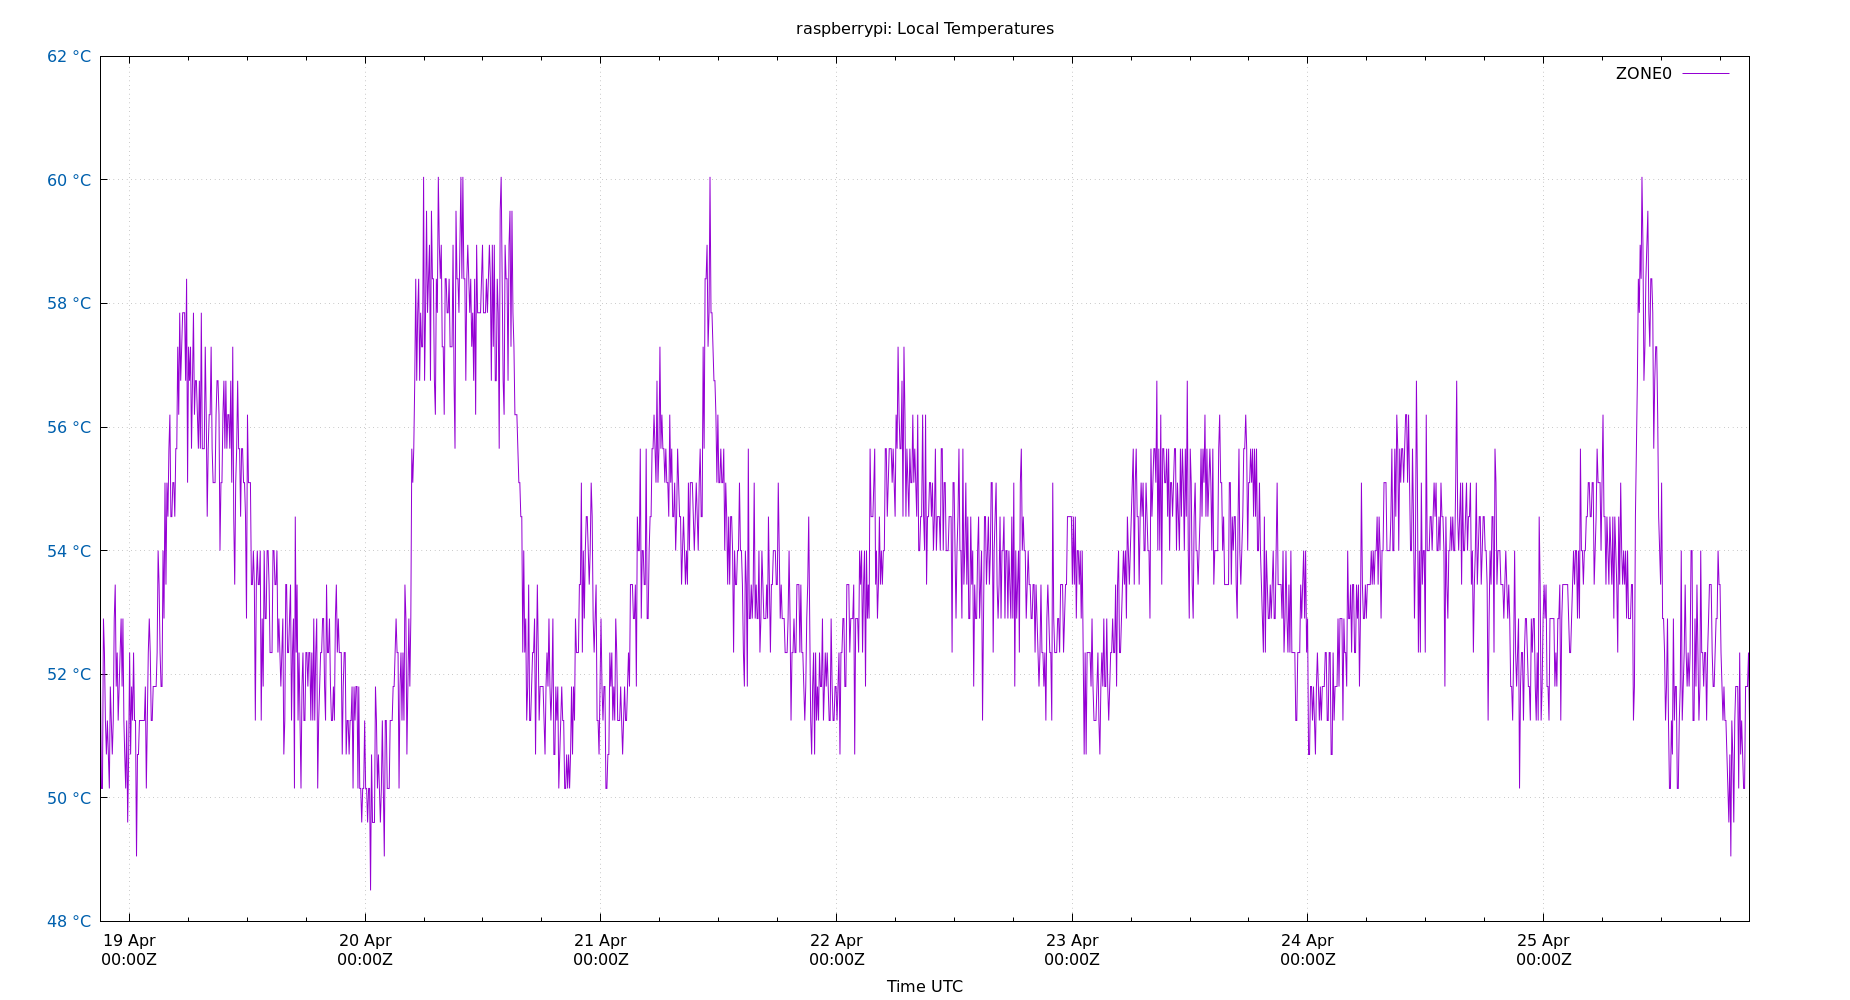 raspberrypi: Local Temperatures
62 °C
ZONE0
60 °C
58 °C
56 °C
54 °C
52 °C
50 °C
48 °C
19 Apr 20 Apr 21 Apr 22 Apr 23 Apr 24 Apr 25 Apr
00:00Z 00:00Z 00:00Z 00:00Z 00:00Z 00:00Z 00:00Z
Time UTC